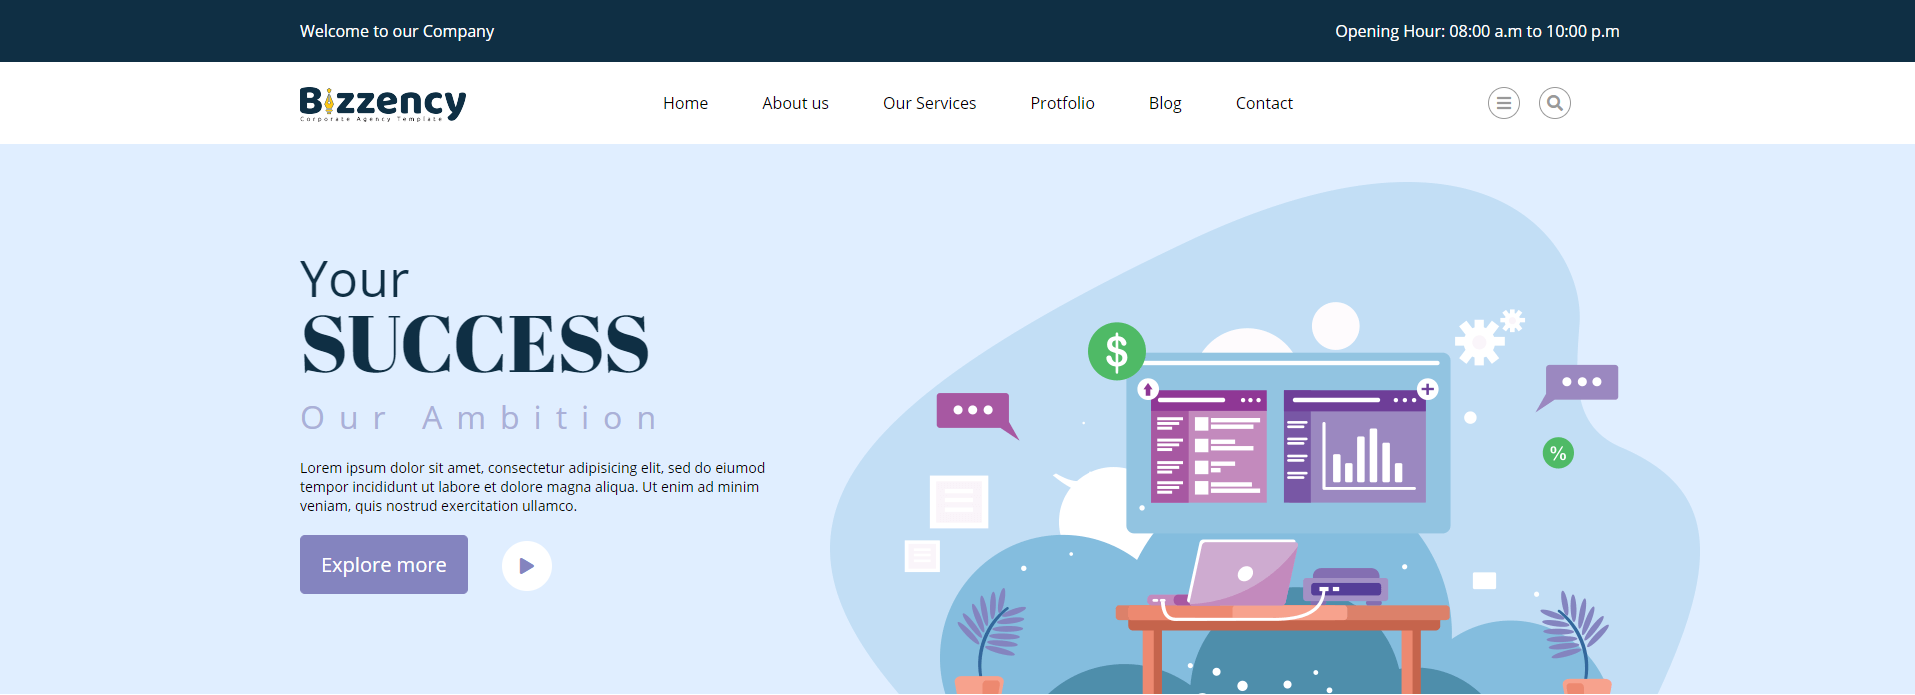 Welcome to our Company
Opening Hour: 08:00 a.m to 10:00 p.m
Bizzency
Corporate Agency Template
Home
About us
Our Services
Protfolio
Blog
Contact
Your
SUCCESS
Our Ambition
Lorem ipsum dolor sit amet, consectetur adipisicing elit, sed do eiumod
tempor incididunt ut labore et dolore magna aliqua. Ut enim ad minim
veniam, quis nostrud exercitation ullamco.
Explore more
$
%